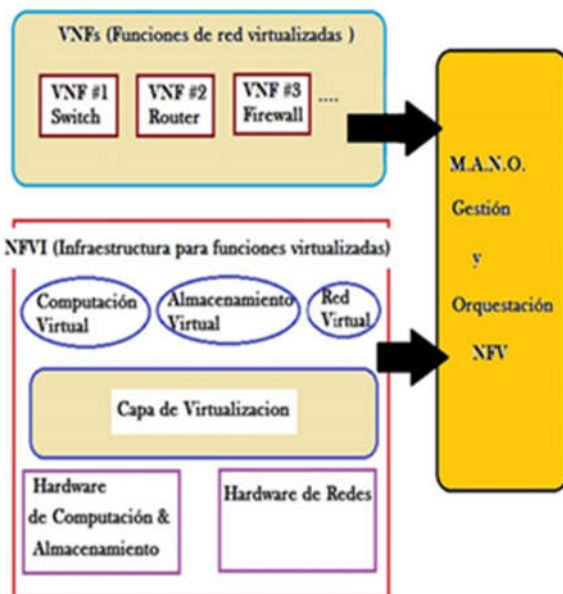 VNFs (Funciones de red virtualizadas )
VNF #1
Switch
VNF #2
Router
VNF #3
Firewall
....
NFVI (Infraestructura para funciones virtualizadas)
Computación
Virtual
Almacenamiento
Virtual
Red
Virtual
Capa de Virtualizacion
Hardware
de Computación &
Almacenamiento
Hardware de Redes
M.A.N.O.
Gestión
y
Orquestación
NFV